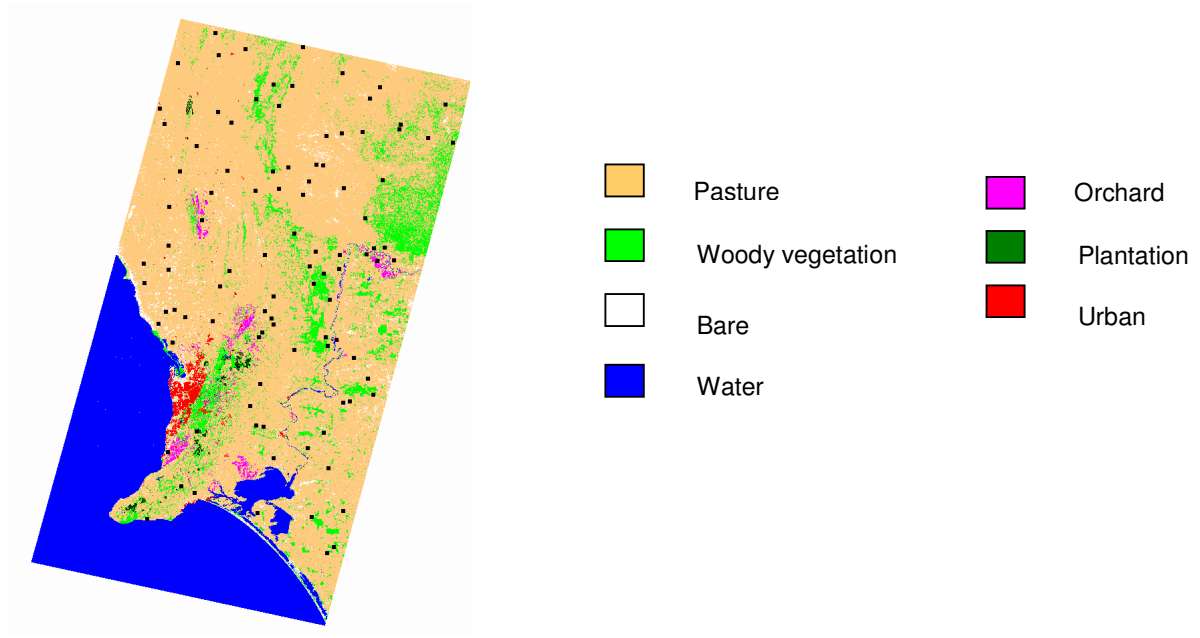 Pasture
Woody vegetation
Bare
Water
Orchard
Plantation
Urban